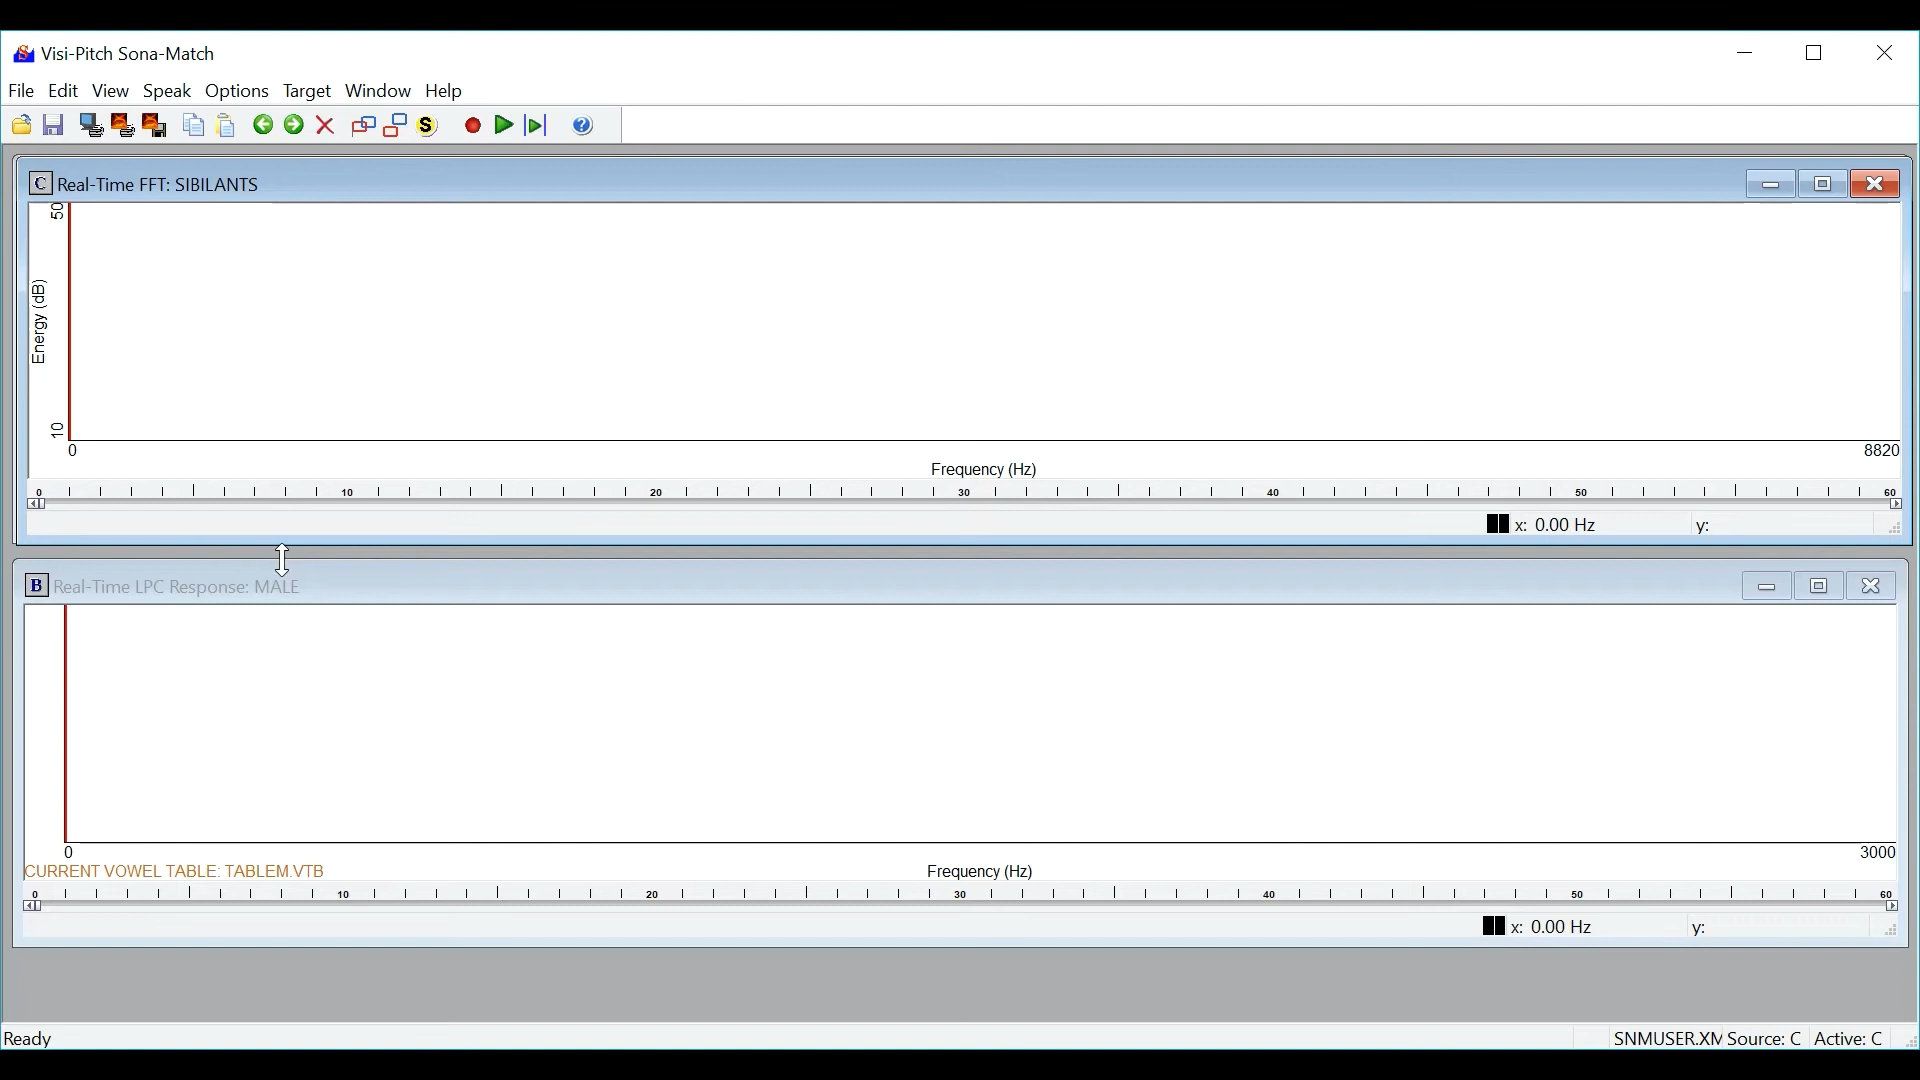 Visi-Pitch Sona-Match
File Edit View Speak Options Target Window Help
S
C Real-Time FFT: SIBILANTS
50
Energy (dB)
10
0 8820
Frequency (Hz)
0 10 20 30 40 50 60
x: 0.00 Hz y:
B Real-Time LPC Response: MALE
0 3000
CURRENT VOWEL TABLE: TABLEM.VTB Frequency (Hz)
0 10 20 30 40 50 60
x: 0.00 Hz y:
Ready SNMUSER.XM Source: C Active: C